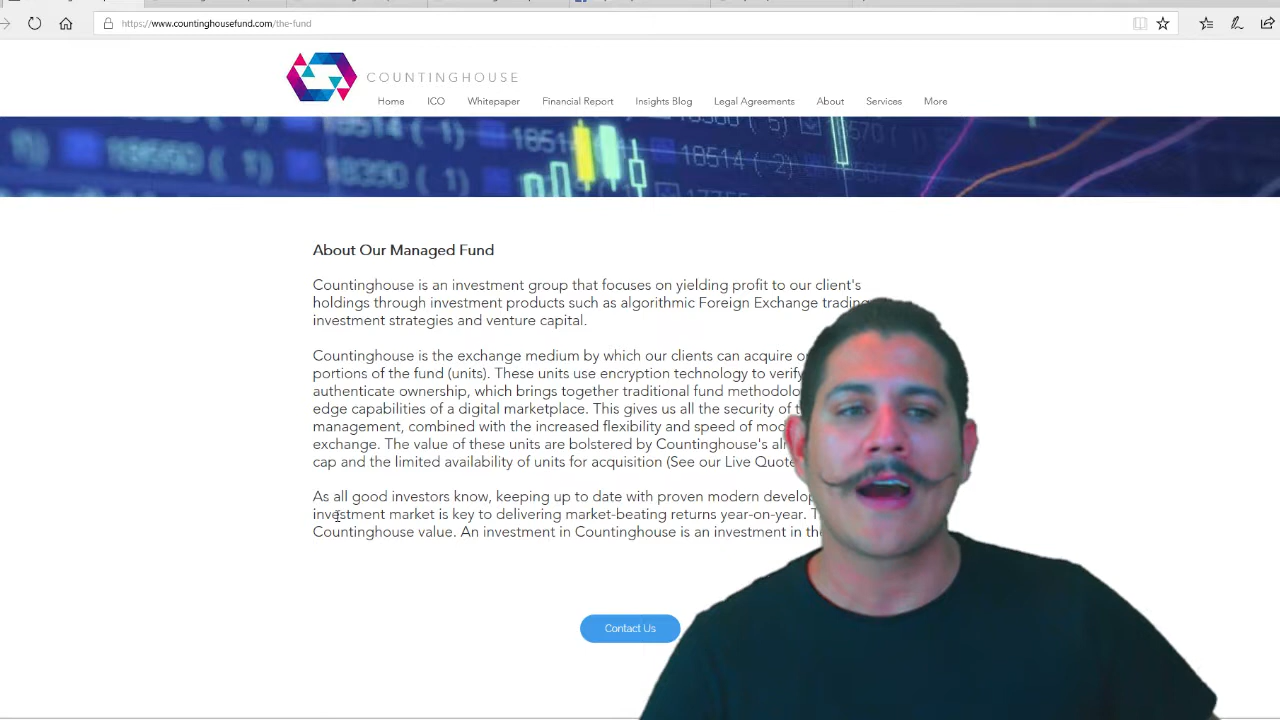 https://www.countinghousefund.com/the-fund
COUNTINGHOUSE
Home ICO Whitepaper Financial Report Insights Blog Legal Agreements About Services More
18514 ( 1)
18390 ( 1)
18514 ( 2)
About Our Managed Fund
Countinghouse is an investment group that focuses on yielding profit to our client's
holdings through investment products such as algorithmic Foreign Exchange trading
investment strategies and venture capital.
Countinghouse is the exchange medium by which our clients can acquire
portions of the fund (units). These units use encryption technology to verify
authenticate ownership, which brings together traditional fund
edge capabilities of a digital marketplace. This gives us all the security of
management, combined with the increased flexibility and speed of
exchange. The value of these units are bolstered by Countinghouse's
cap and the limited availability of units for acquisition (See our Live
As all good investors know, keeping up to date with proven modern
investment market is key to delivering market-beating returns year-on-year.
Countinghouse value. An investment in Countinghouse is an investment in
Contact Us